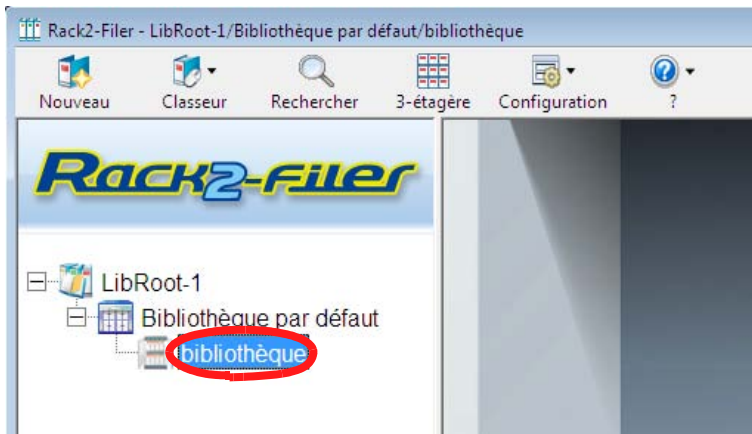 Rack2-Filer - LibRoot-1/Bibliothèque par défaut/bibliothèque
Nouveau Classeur Rechercher 3-étagère Configuration ?
Rack2-Filer
LibRoot-1
Bibliothèque par défaut
bibliothèque